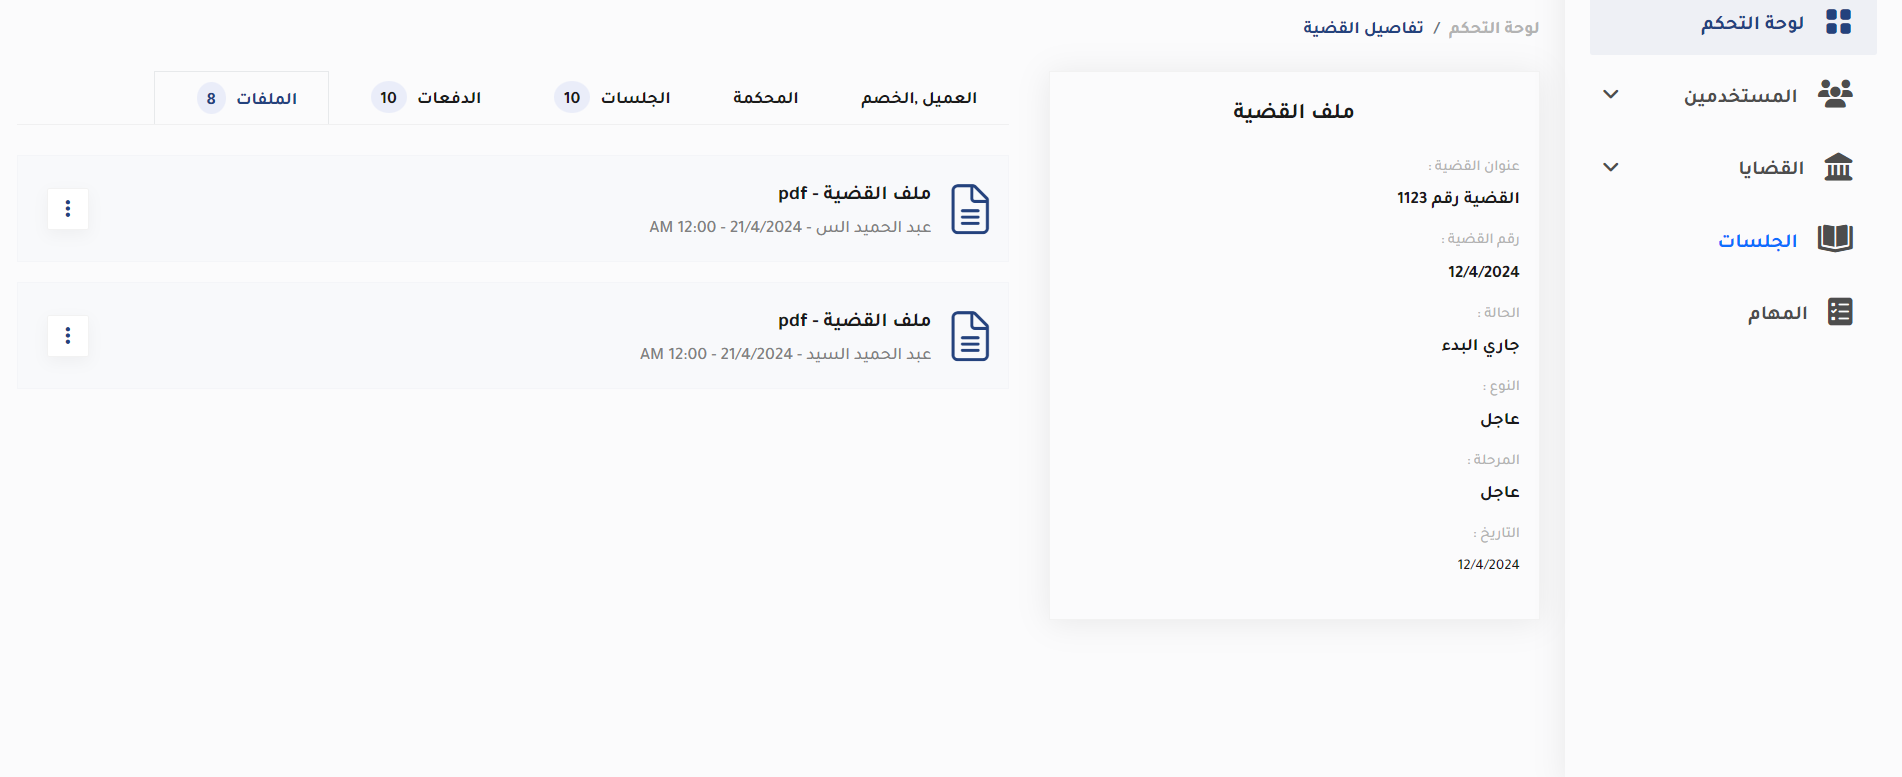 لوحة التحكم
المستخدمين
القضايا
الجلسات
المهام
لوحة التحكم / تفاصيل القضية
ملف القضية
عنوان القضية :
القضية رقم 1123
رقم القضية :
12/4/2024
الحالة :
جاري البدء
النوع :
عاجل
المرحلة :
عاجل
التاريخ :
12/4/2024
العميل ,الخصم
المحكمة
الجلسات 10
الدفعات 10
الملفات 8
ملف القضية - pdf
عبد الحميد الس - 21/4/2024 - 12:00 AM
ملف القضية - pdf
عبد الحميد السيد - 21/4/2024 - 12:00 AM